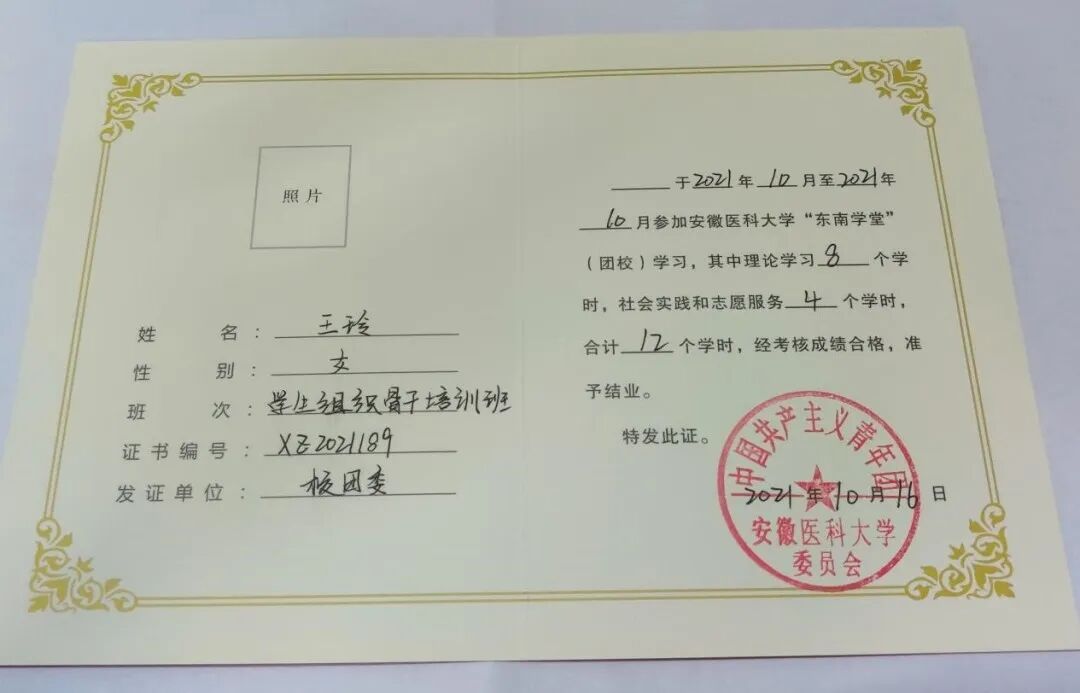 照片
姓名：王玲
性别：女
班次：学生组织骨干培训班
证书编号：XZ2021189
发证单位：校团委
于2021年10月至2021年
10月参加安徽医科大学“东南学堂”
（团校）学习，其中理论学习8个学
时，社会实践和志愿服务4个学时，
合计12个学时，经考核成绩合格，准
予结业。
特发此证。
中国共产主义青年团
2021年10月16日
安徽医科大学
委员会